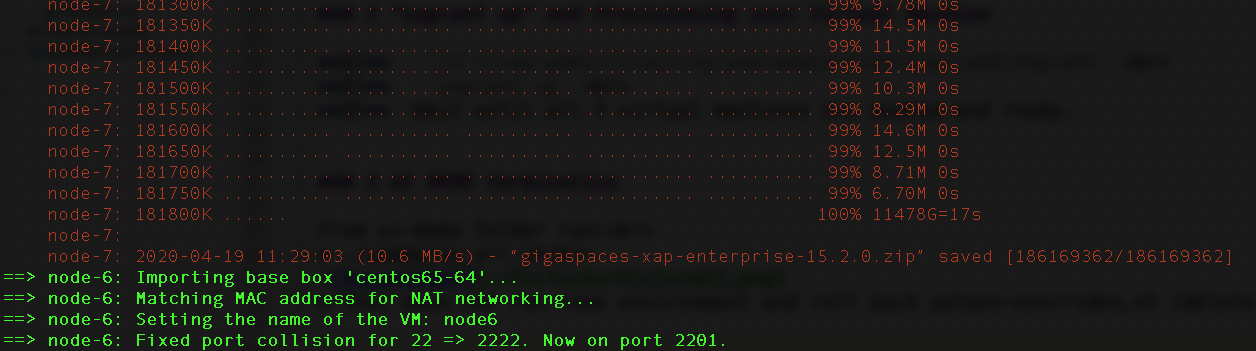 node-7: 181300K .......... .......... .......... .......... .......... 99% 9.78M 0s
node-7: 181350K .......... .......... .......... .......... .......... 99% 14.5M 0s
node-7: 181400K .......... .......... .......... .......... .......... 99% 11.5M 0s
node-7: 181450K .......... .......... .......... .......... .......... 99% 12.4M 0s
node-7: 181500K .......... .......... .......... .......... .......... 99% 10.3M 0s
node-7: 181550K .......... .......... .......... .......... .......... 99% 8.29M 0s
node-7: 181600K .......... .......... .......... .......... .......... 99% 14.6M 0s
node-7: 181650K .......... .......... .......... .......... .......... 99% 12.5M 0s
node-7: 181700K .......... .......... .......... .......... .......... 99% 8.71M 0s
node-7: 181750K .......... .......... .......... .......... .......... 99% 6.70M 0s
node-7: 181800K ...... 100% 11478G=17s
node-7:
node-7: 2020-04-19 11:29:03 (10.6 MB/s) - "gigaspaces-xap-enterprise-15.2.0.zip" saved [186169362/186169362]
==> node-6: Importing base box 'centos65-64'...
==> node-6: Matching MAC address for NAT networking...
==> node-6: Setting the name of the VM: node6
==> node-6: Fixed port collision for 22 => 2222. Now on port 2201.